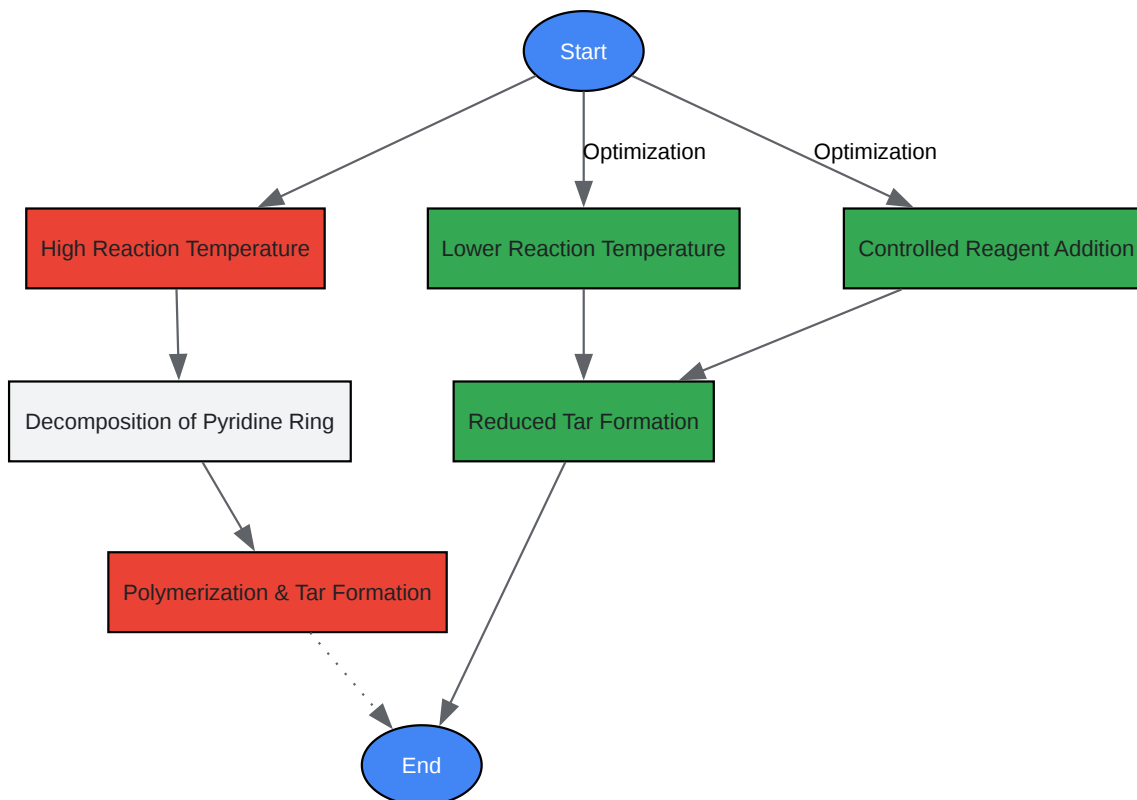 Start
Optimization
Optimization
High Reaction Temperature
Lower Reaction Temperature
Controlled Reagent Addition
Decomposition of Pyridine Ring
Reduced Tar Formation
Polymerization & Tar Formation
End